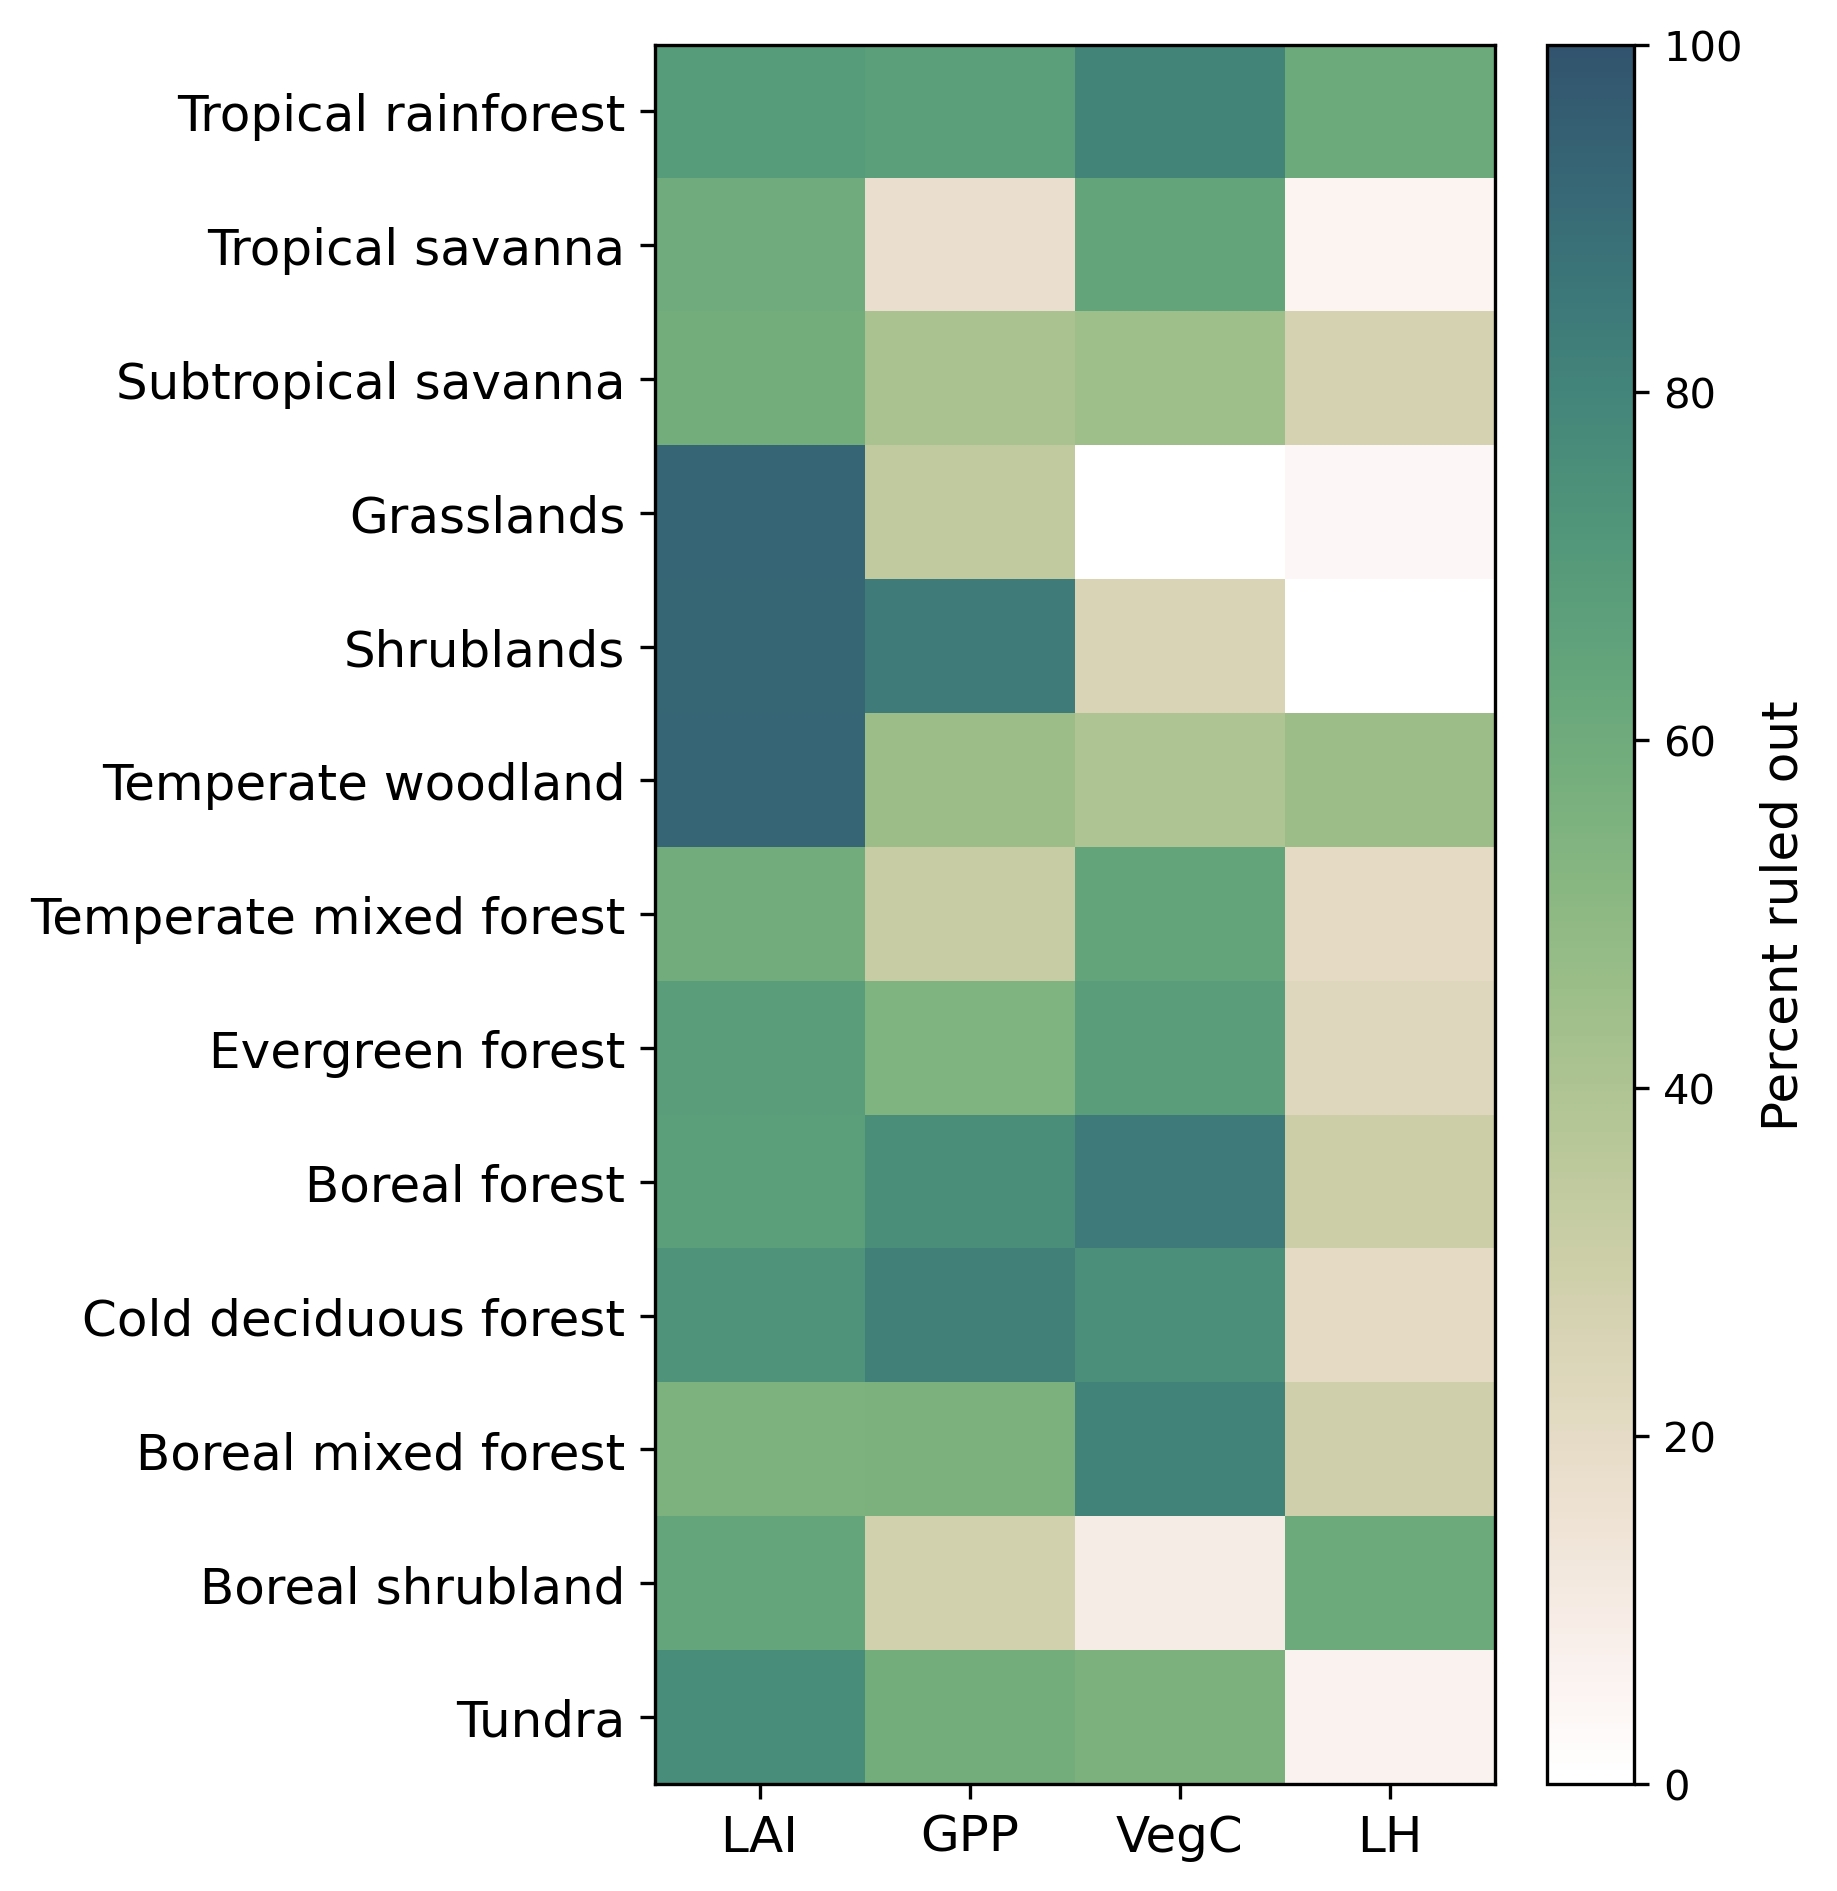 Tropical rainforest
Tropical savanna
Subtropical savanna
Grasslands
Shrublands
Temperate woodland
Temperate mixed forest
Evergreen forest
Boreal forest
Cold deciduous forest
Boreal mixed forest
Boreal shrubland
Tundra
LAI GPP VegC LH
100
80
60
40
20
0
Percent ruled out